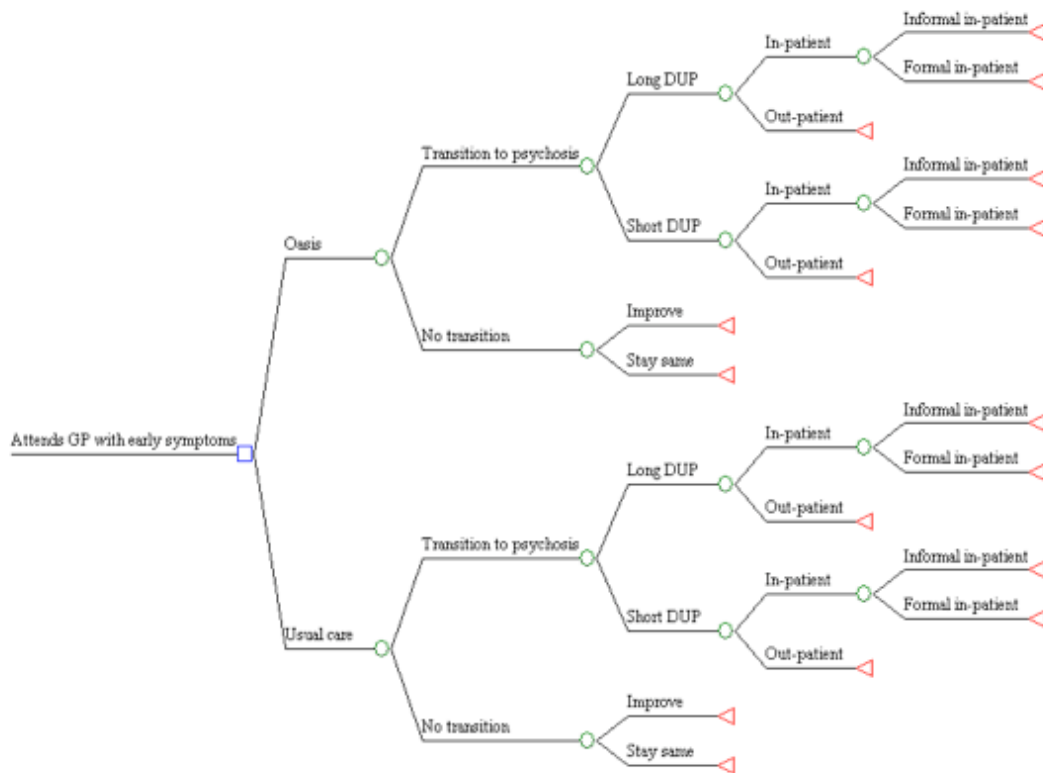 Informal in-patient
In-patient
Formal in-patient
Long DUP
Out-patient
Transition to psychosis
Informal in-patient
In-patient
Formal in-patient
Short DUP
Out-patient
Oasis
Improve
No transition
Stay same
Attends GP with early symptoms
Informal in-patient
In-patient
Formal in-patient
Long DUP
Out-patient
Transition to psychosis
Informal in-patient
In-patient
Formal in-patient
Short DUP
Out-patient
Usual care
Improve
No transition
Stay same